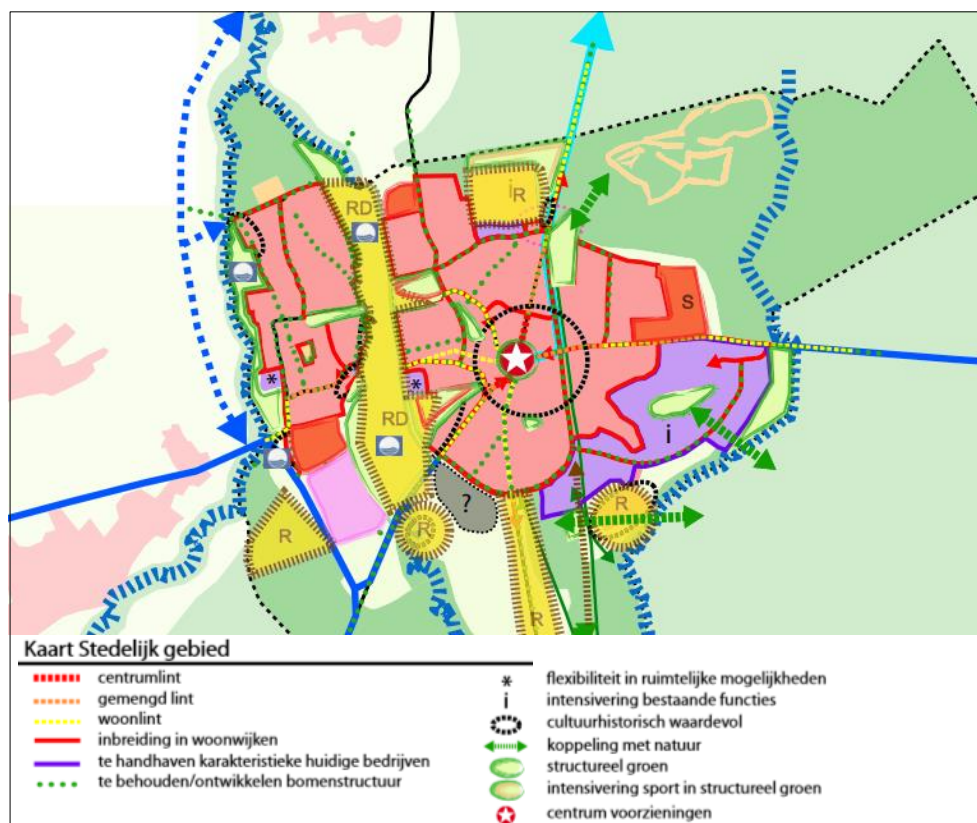 RD
i
R
S
*
*
RD
i
?
R
R
R
R
Kaart Stedelijk gebied
centrumlint
gemengd lint
woonlint
inbreiding in woonwijken
te handhaven karakteristieke huidige bedrijven
te behouden/ontwikkelen bomenstructuur
* flexibiliteit in ruimtelijke mogelijkheden
i intensivering bestaande functies
cultuurhistorisch waardevol
koppeling met natuur
structureel groen
intensivering sport in structureel groen
centrum voorzieningen